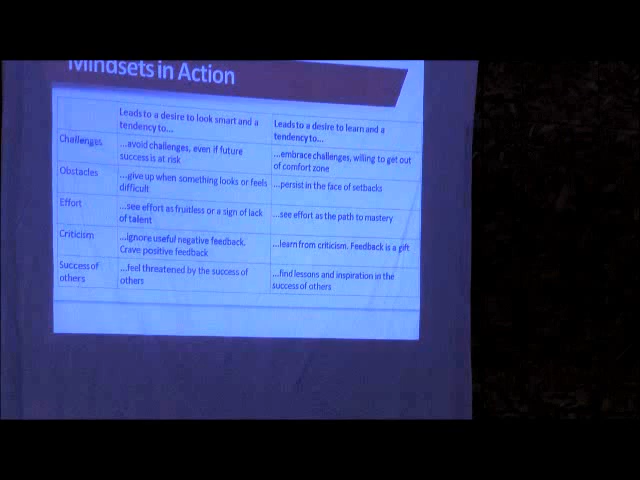 Mindsets in Action
Leads to a desire to look smart and a
tendency to...
Leads to a desire to learn and a
tendency to...
Challenges
...avoid challenges, even if future
success is at risk
...embrace challenges, willing to get out
of comfort zone
Obstacles
...give up when something looks or feels
difficult
...persist in the face of setbacks
Effort
...see effort as fruitless or a sign of lack
of talent
...see effort as the path to mastery
Criticism
...ignore useful negative feedback.
Crave positive feedback
...learn from criticism. Feedback is a gift
Success of
others
...feel threatened by the success of
others
...find lessons and inspiration in the
success of others